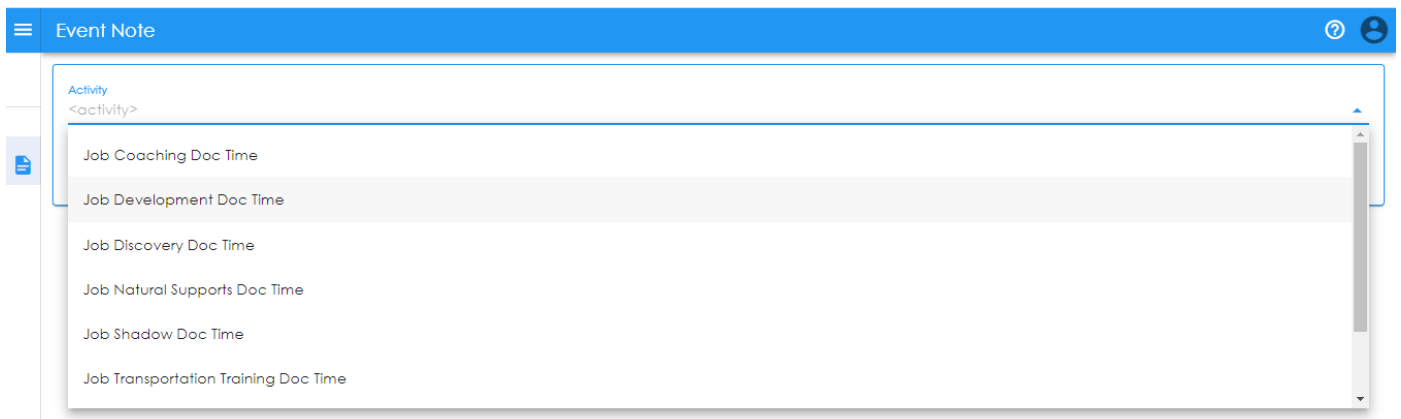 Event Note
Activity
<activity>
Job Coaching Doc Time
Job Development Doc Time
Job Discovery Doc Time
Job Natural Supports Doc Time
Job Shadow Doc Time
Job Transportation Training Doc Time